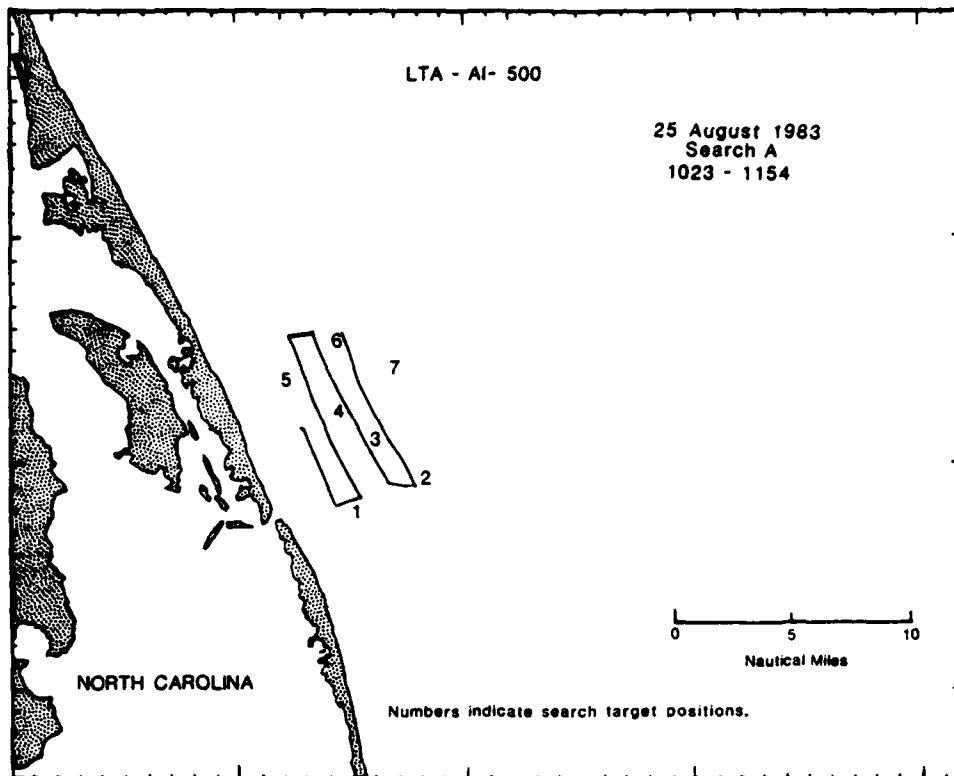 LTA - AI- 500
25 August 1983
Search A
1023 - 1154
6
7
5
4
3
2
1
0 5 10
Nautical Miles
NORTH CAROLINA
Numbers indicate search target positions.